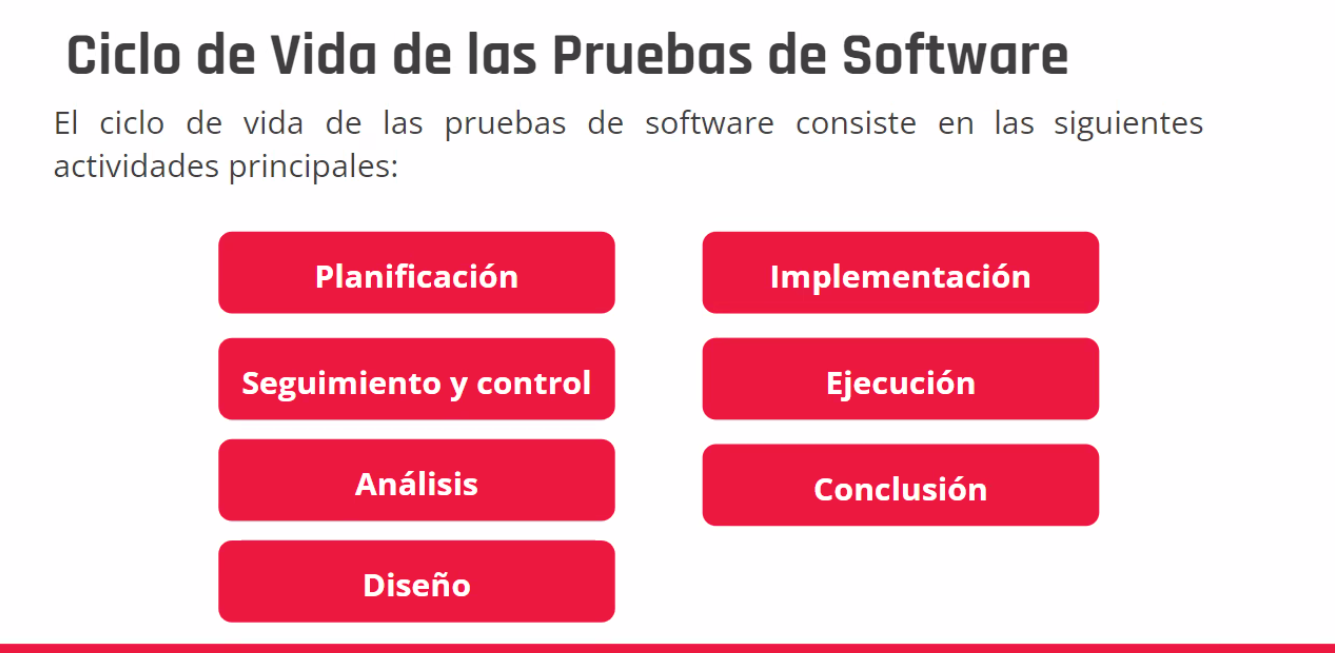 Ciclo de Vida de las Pruebas de Software
El ciclo de vida de las pruebas de software consiste en las siguientes
actividades principales:
Planificación
Seguimiento y control
Análisis
Diseño
Implementación
Ejecución
Conclusión